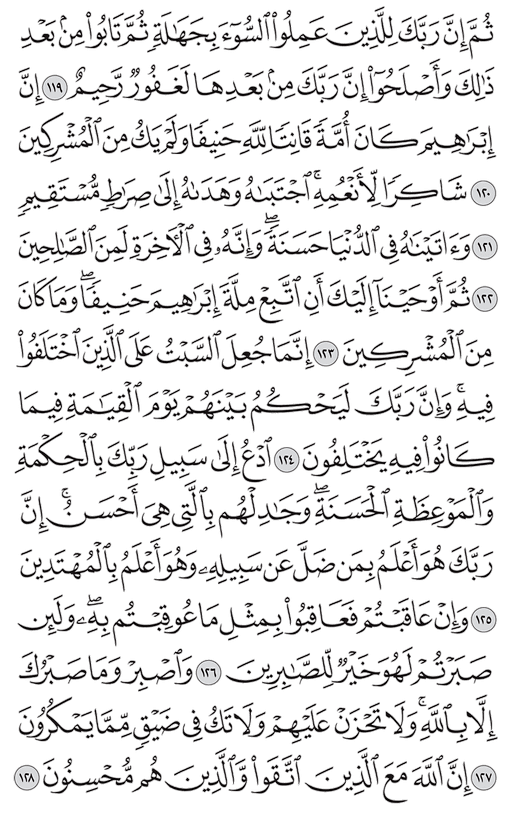 ثُمَّ إِنَّ رَبَّكَ لِلَّذِينَ عَمِلُوا۟ ٱلسُّوٓءَ بِجَهَٰلَةٍ ثُمَّ تَابُوا۟ مِنۢ بَعْدِ
ذَٰلِكَ وَأَصْلَحُوٓا۟ إِنَّ رَبَّكَ مِنۢ بَعْدِهَا لَغَفُورٌ رَّحِيمٌ ١١٩ إِنَّ
إِبْرَٰهِيمَ كَانَ أُمَّةً قَانِتًا لِّلَّهِ حَنِيفًا وَلَمْ يَكُ مِنَ ٱلْمُشْرِكِينَ
١٢٠ شَاكِرًا لِّأَنْعُمِهِ ۚ ٱجْتَبَىٰهُ وَهَدَىٰهُ إِلَىٰ صِرَٰطٍ مُّسْتَقِيمٍ
١٢١ وَءَاتَيْنَٰهُ فِى ٱلدُّنْيَا حَسَنَةً ۖ وَإِنَّهُۥ فِى ٱلْءَاخِرَةِ لَمِنَ ٱلصَّٰلِحِينَ
١٢٢ ثُمَّ أَوْحَيْنَآ إِلَيْكَ أَنِ ٱتَّبِعْ مِلَّةَ إِبْرَٰهِيمَ حَنِيفًا ۖ وَمَا كَانَ
مِنَ ٱلْمُشْرِكِينَ ١٢٣ إِنَّمَا جُعِلَ ٱلسَّبْتُ عَلَى ٱلَّذِينَ ٱخْتَلَفُوا۟
فِيهِ ۚ وَإِنَّ رَبَّكَ لَيَحْكُمُ بَيْنَهُمْ يَوْمَ ٱلْقِيَٰمَةِ فِيمَا
كَانُوا۟ فِيهِ يَخْتَلِفُونَ ١٢٤ ٱدْعُ إِلَىٰ سَبِيلِ رَبِّكَ بِٱلْحِكْمَةِ
وَٱلْمَوْعِظَةِ ٱلْحَسَنَةِ ۖ وَجَٰدِلْهُم بِٱلَّتِى هِىَ أَحْسَنُ ۚ إِنَّ
رَبَّكَ هُوَ أَعْلَمُ بِمَن ضَلَّ عَن سَبِيلِهِۦ وَهُوَ أَعْلَمُ بِٱلْمُهْتَدِينَ
١٢٥ وَإِنْ عَاقَبْتُمْ فَعَاقِبُوا۟ بِمِثْلِ مَا عُوقِبْتُم بِهِۦ ۖ وَلَئِن
صَبَرْتُمْ لَهُوَ خَيْرٌ لِّلصَّٰبِرِينَ ١٢٦ وَٱصْبِرْ وَمَا صَبْرُكَ
إِلَّا بِٱللَّهِ ۚ وَلَا تَحْزَنْ عَلَيْهِمْ وَلَا تَكُ فِى ضَيْقٍ مِّمَّا يَمْكُرُونَ
١٢٧ إِنَّ ٱللَّهَ مَعَ ٱلَّذِينَ ٱتَّقَوا۟ وَّٱلَّذِينَ هُم مُّحْسِنُونَ ١٢٨